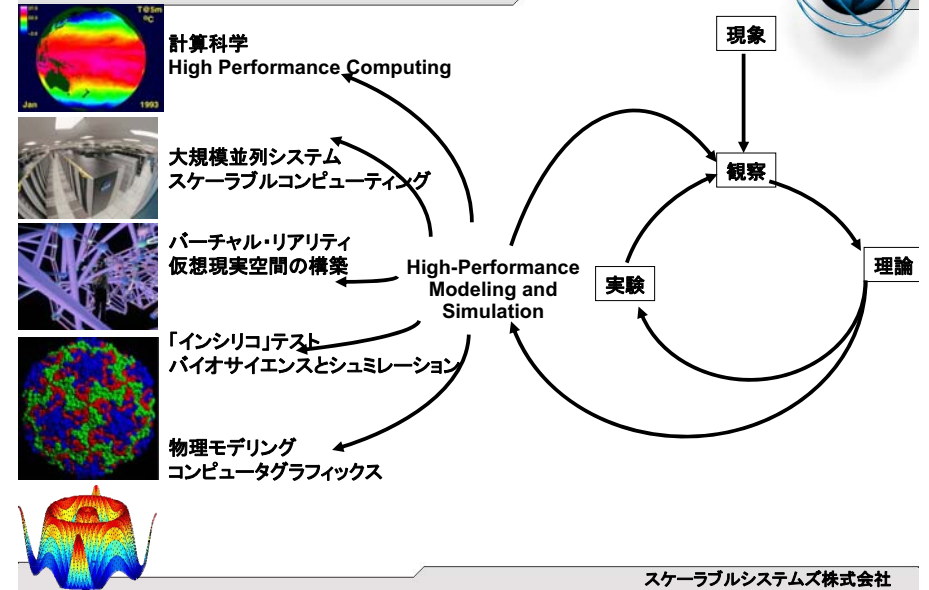 T@5m
ºC
Jan
1993
計算科学
High Performance Computing
大規模並列システム
スケーラブルコンピューティング
バーチャル・リアリティ
仮想現実空間の構築
「インシリコ」テスト
バイオサイエンスとシュミレーション
物理モデリング
コンピュータグラフィックス
High-Performance
Modeling and
Simulation
現象
観察
理論
実験
スケーラブルシステムズ株式会社